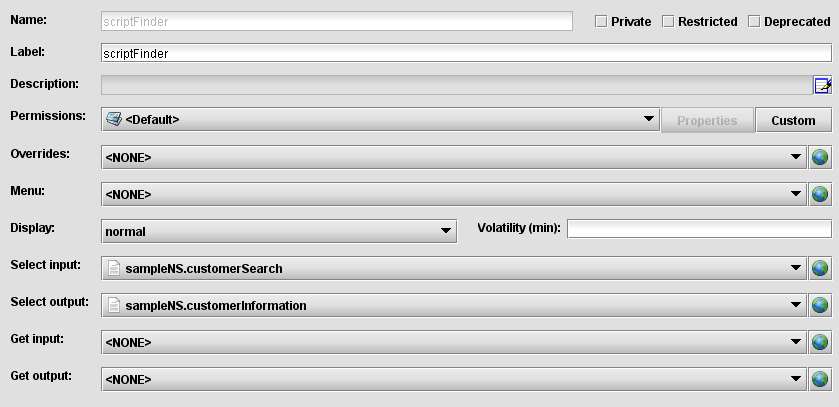 Name: scriptFinder Private Restricted Deprecated
Label: scriptFinder
Description:
Permissions: <Default> Properties Custom
Overrides: <NONE>
Menu: <NONE>
Display: normal Volatility (min):
Select input: sampleNS.customerSearch
Select output: sampleNS.customerInformation
Get input: <NONE>
Get output: <NONE>